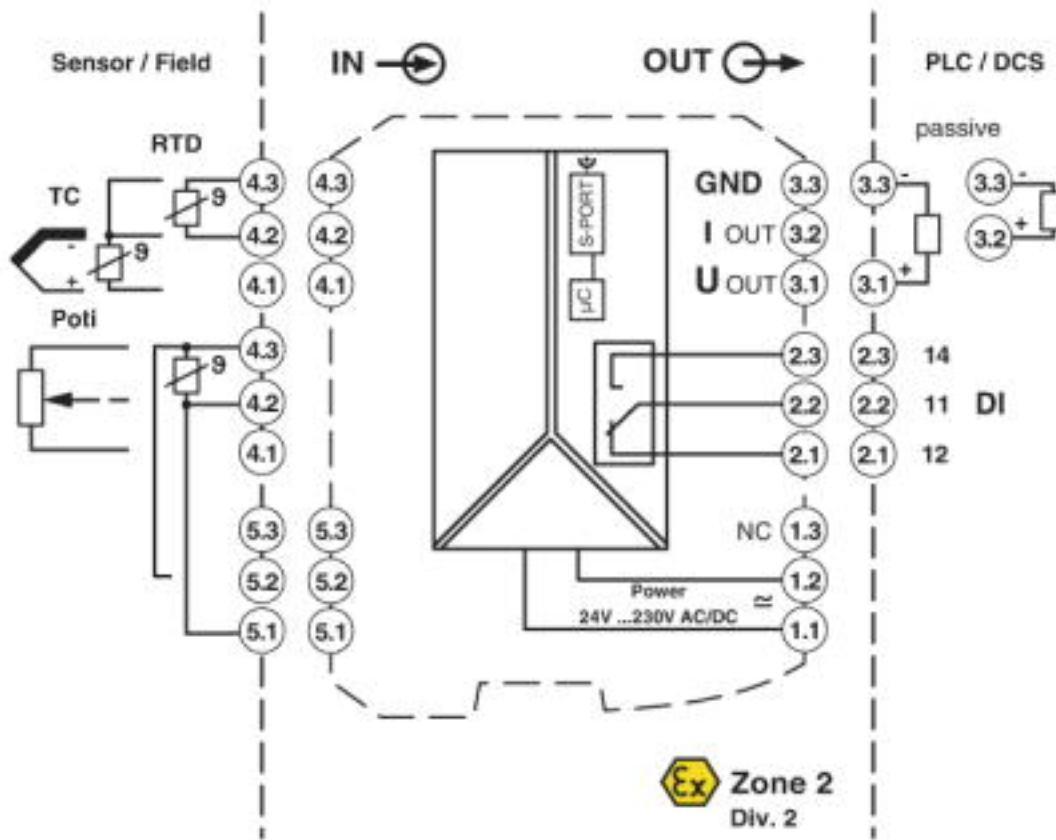 Sensor / Field
IN
OUT
PLC / DCS
passive
RTD
TC
ϑ
ϑ
-
+
4.3
4.2
4.1
4.3
4.2
4.1
S-PORT
µC
GND 3.3
I OUT 3.2
U OUT 3.1
3.3 -
3.1 +
3.3 -
3.2 +
Poti
ϑ
4.3
4.2
4.1
5.3
5.2
5.1
5.3
5.2
5.1
2.3 2.3 14
2.2 2.2 11 DI
2.1 2.1 12
NC 1.3
Power 1.2
≃
24V ...230V AC/DC 1.1
Ex Zone 2
Div. 2